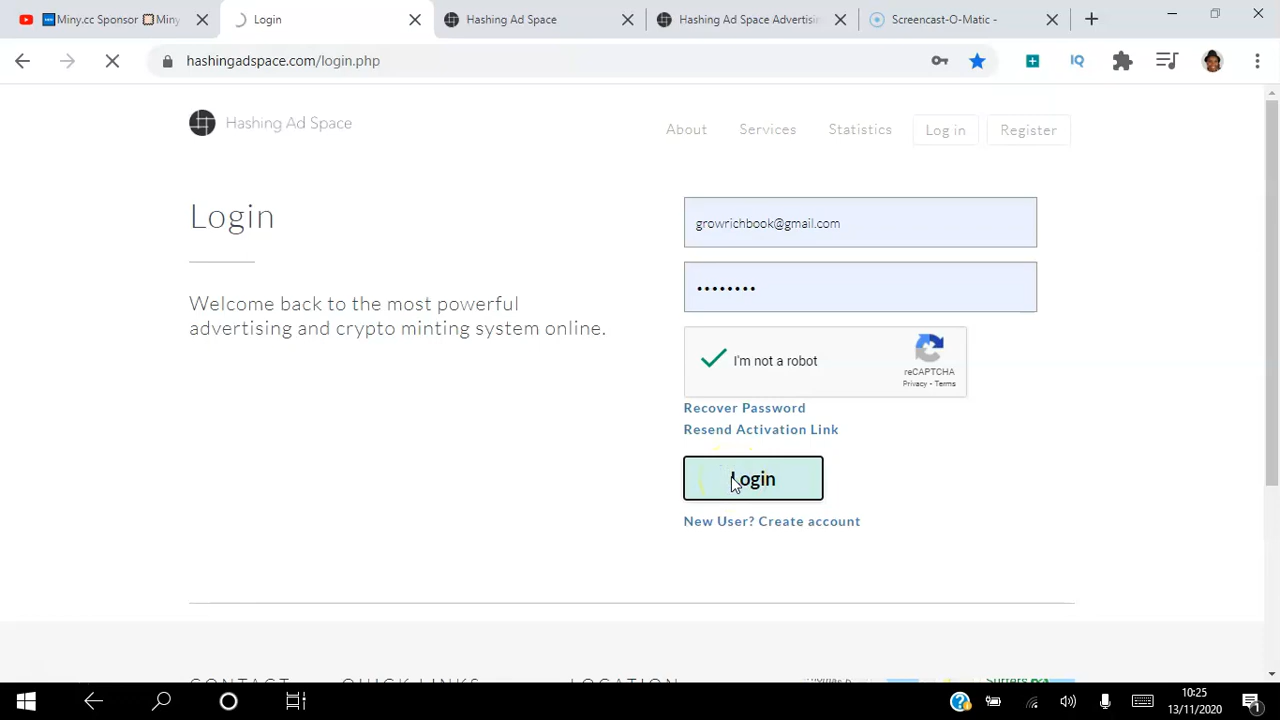 Miny.cc Sponsor
Miny
Login
Hashing Ad Space
Hashing Ad Space Advertisin
Screencast-O-Matic -
hashingadspace.com/login.php
IQ
Hashing Ad Space
About
Services
Statistics
Log in
Register
Login
Welcome back to the most powerful
advertising and crypto minting system online.
growrichbook@gmail.com
••••••••
I'm not a robot
reCAPTCHA
Privacy - Terms
Recover Password
Resend Activation Link
Login
New User? Create account
10:25
13/11/2020